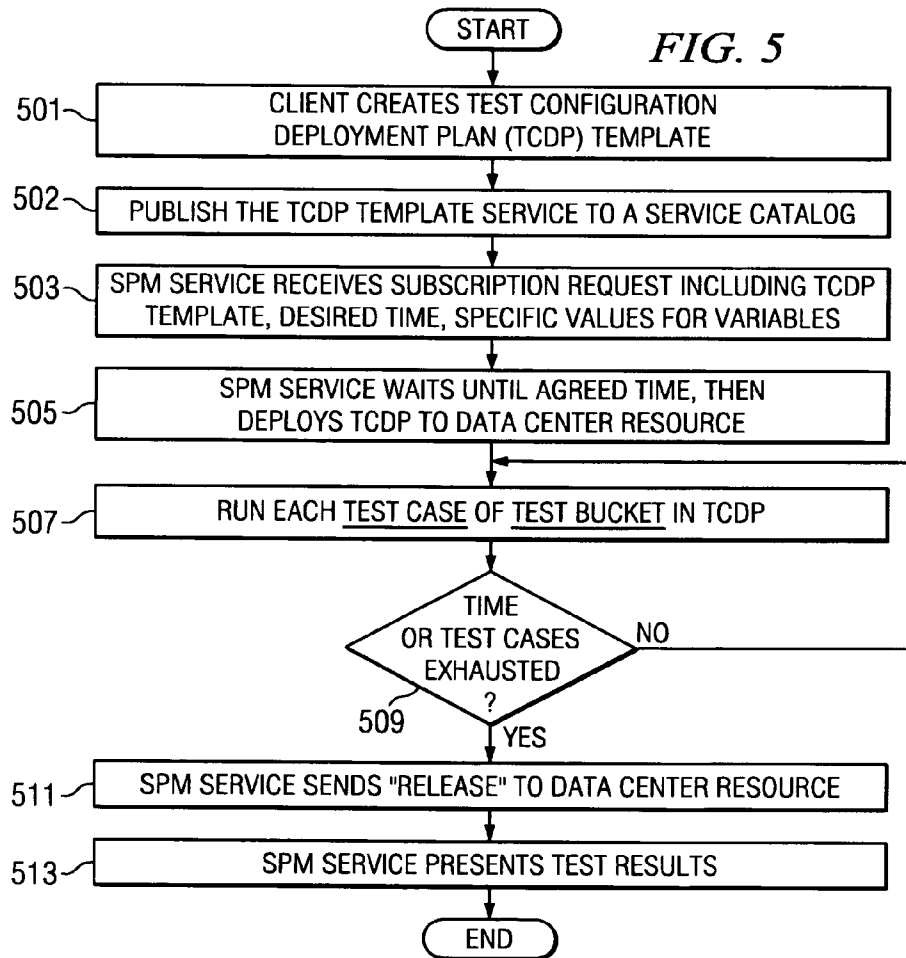 START
FIG. 5
501
CLIENT CREATES TEST CONFIGURATION
DEPLOYMENT PLAN (TCDP) TEMPLATE
502
PUBLISH THE TCDP TEMPLATE SERVICE TO A SERVICE CATALOG
503
SPM SERVICE RECEIVES SUBSCRIPTION REQUEST INCLUDING TCDP
TEMPLATE, DESIRED TIME, SPECIFIC VALUES FOR VARIABLES
505
SPM SERVICE WAITS UNTIL AGREED TIME, THEN
DEPLOYS TCDP TO DATA CENTER RESOURCE
507
RUN EACH TEST CASE OF TEST BUCKET IN TCDP
TIME
OR TEST CASES
EXHAUSTED
?
NO
509
YES
511
SPM SERVICE SENDS "RELEASE" TO DATA CENTER RESOURCE
513
SPM SERVICE PRESENTS TEST RESULTS
END